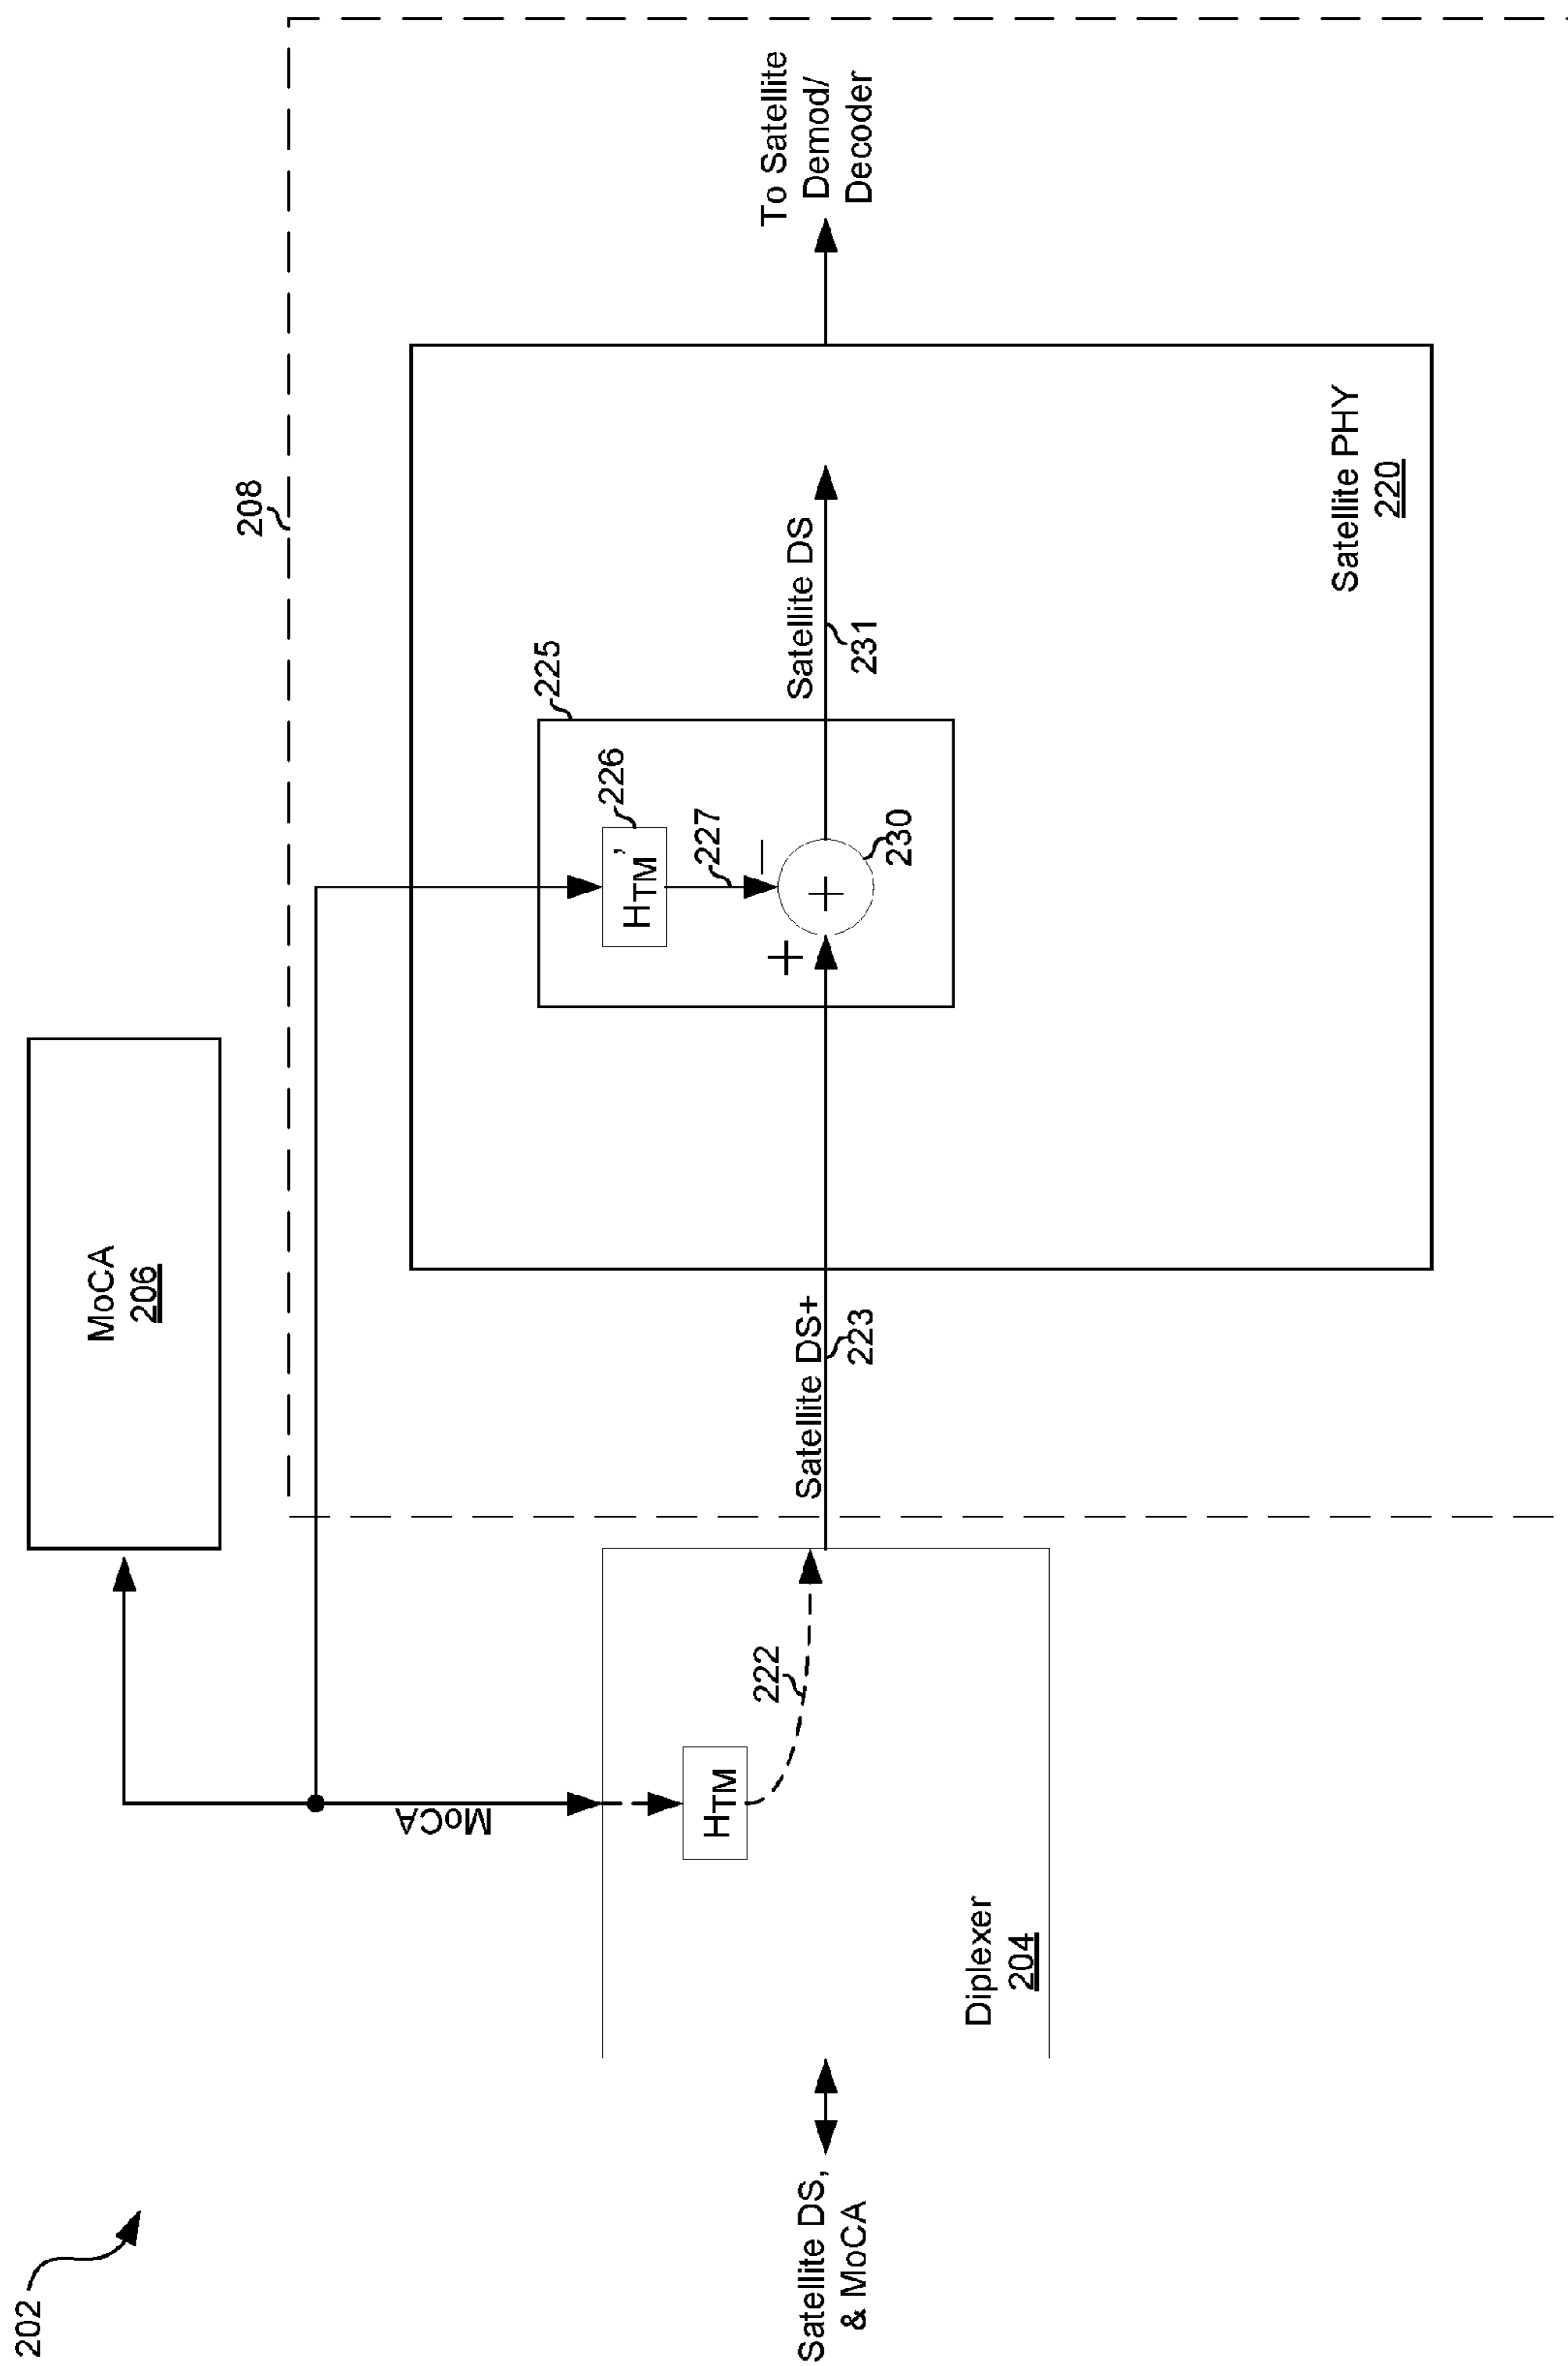 202
MoCA
206
208
MoCA
225
HTM'
226
227
–
+
+
230
Satellite DS
231
To Satellite
Demod/
Decoder
Satellite DS+
223
HTM
222
Satellite DS,
& MoCA
Diplexer
204
Satellite PHY
220